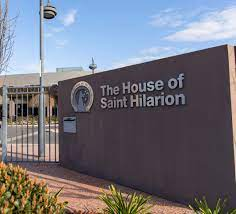 The House of
Saint Hilarion